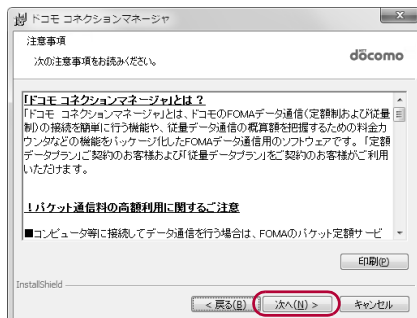 ドコモ コネクションマネージャ
注意事項
次の注意事項をお読みください。
döcomo
「ドコモ コネクションマネージャ」とは?
「ドコモ コネクションマネージャ」とは、ドコモのFOMAデータ通信(定額制および従量
制)の接続を簡単に行う機能や、従量データ通信の概算額を把握するための料金カ
ウンタなどの機能をパッケージ化したFOMAデータ通信用のソフトウェアです。「定額
データプラン」ご契約のお客様および「従量データプラン」をご契約のお客様がご利用
いただけます。
!パケット通信料の高額利用に関するご注意
■コンピュータ等に接続してデータ通信を行う場合は、FOMAのパケット定額サービ
印刷(P)
InstallShield
< 戻る(B)
次へ(N) >
キャンセル